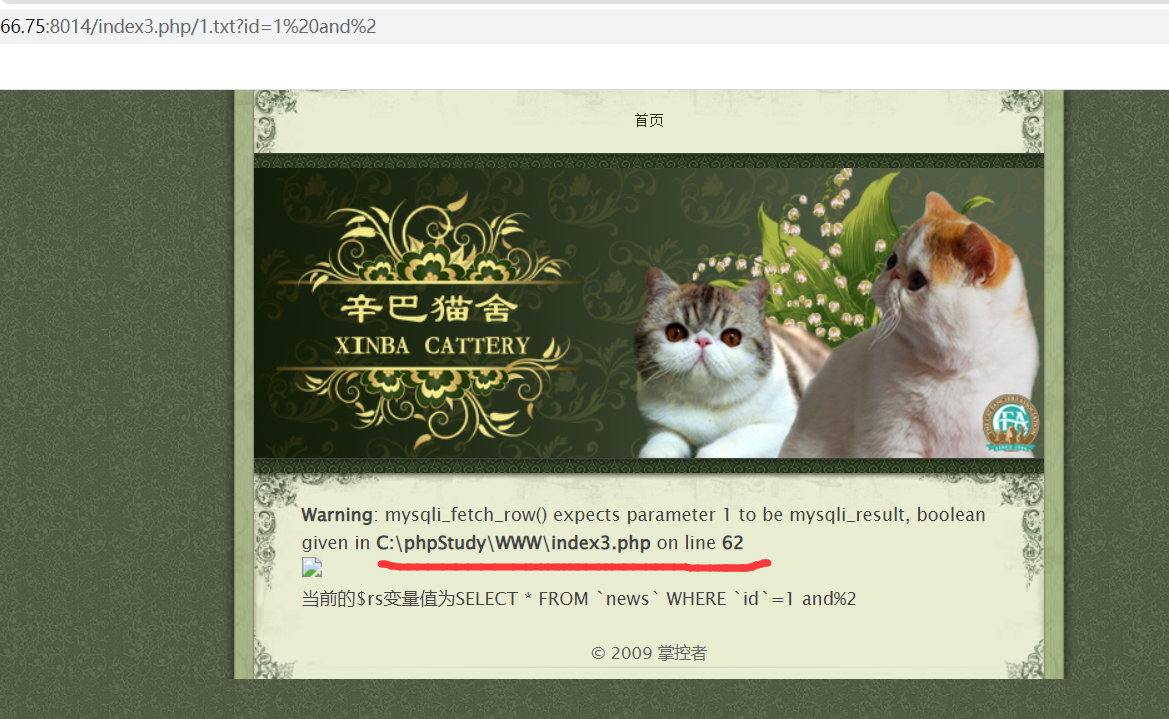 66.75:8014/index3.php/1.txt?id=1%20and%2
首页
辛巴猫舍
XINBA CATTERY
Warning: mysqli_fetch_row() expects parameter 1 to be mysqli_result, boolean
given in C:\phpStudy\WWW\index3.php on line 62
当前的$rs变量值为SELECT * FROM `news` WHERE `id`=1 and%2
© 2009 掌控者